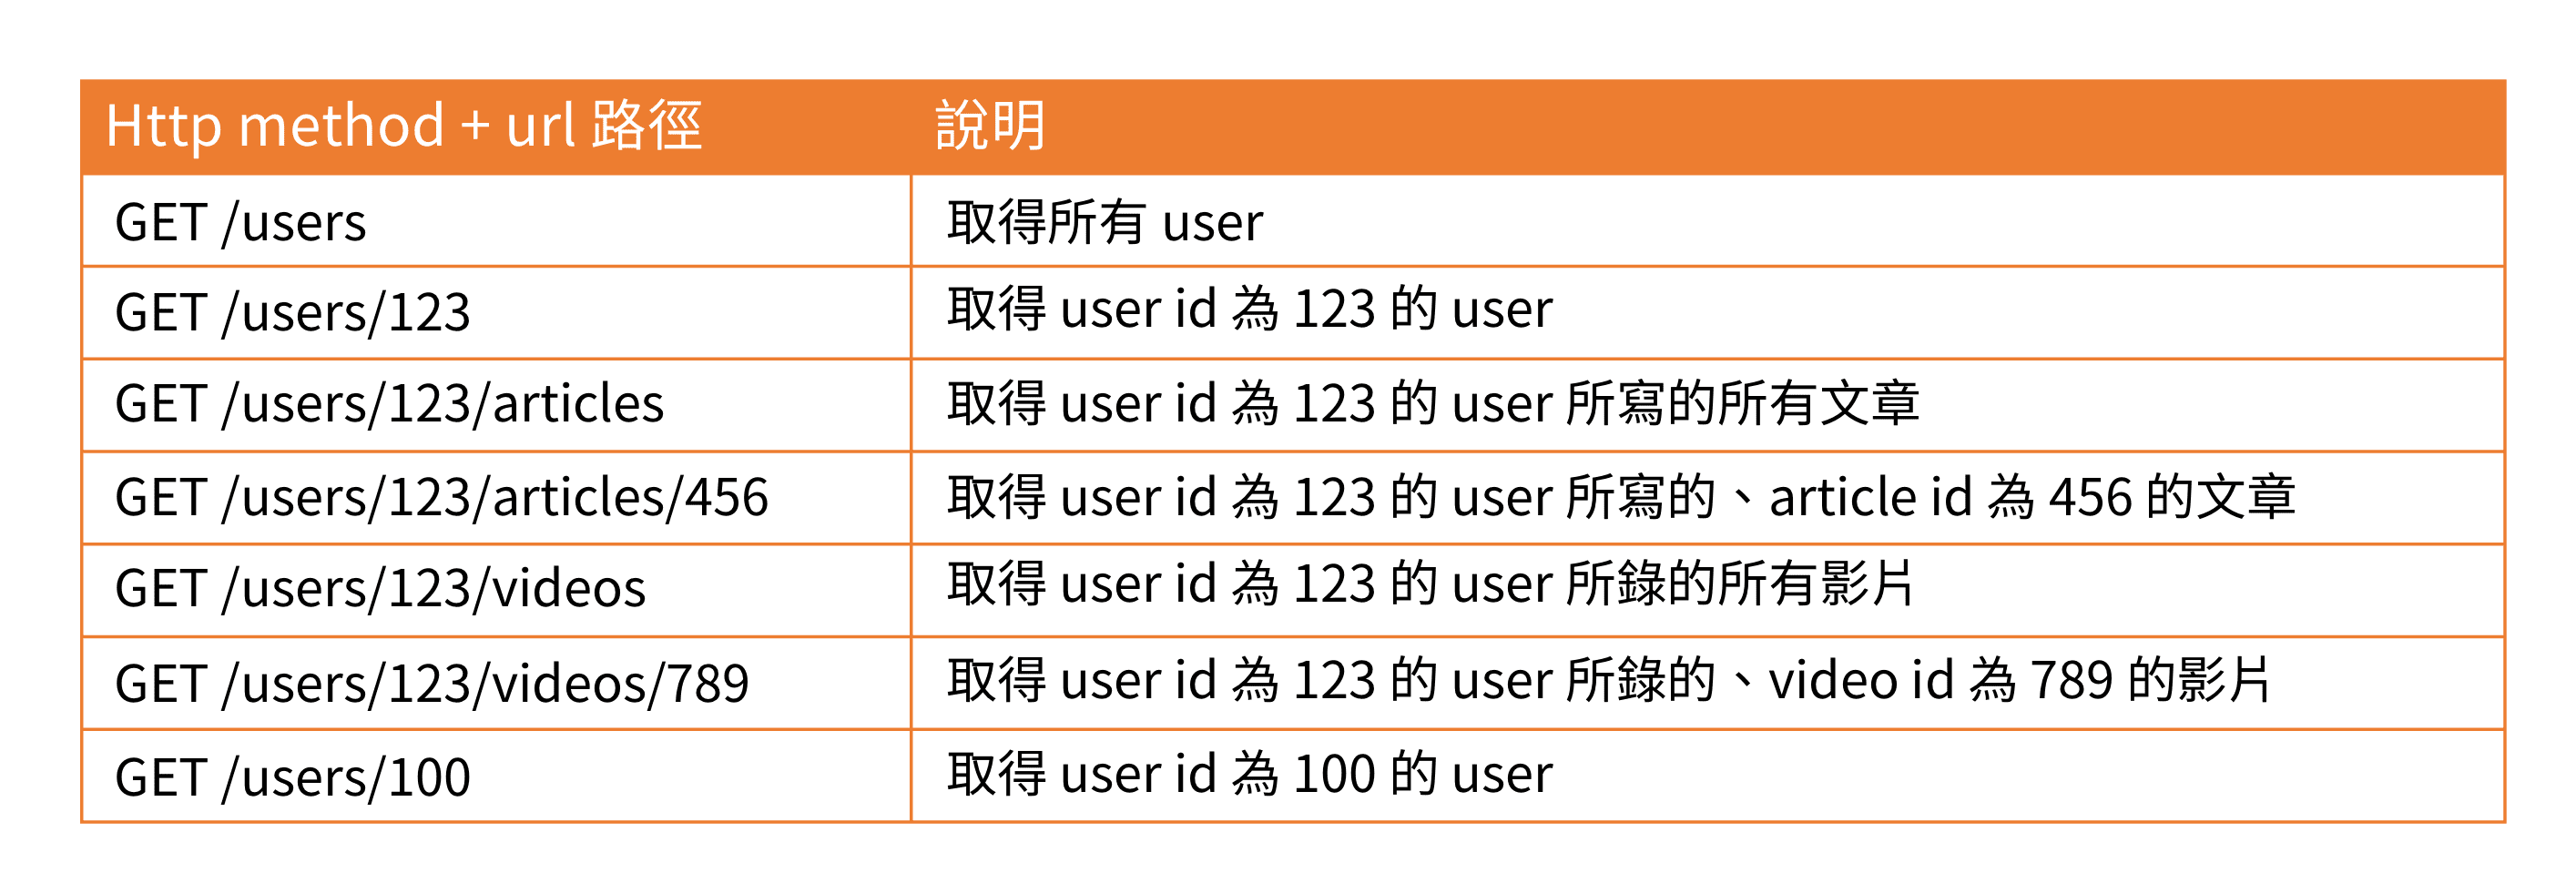 Http method + url 路徑 說明
GET /users 取得所有 user
GET /users/123 取得 user id 為 123 的 user
GET /users/123/articles 取得 user id 為 123 的 user 所寫的所有文章
GET /users/123/articles/456 取得 user id 為 123 的 user 所寫的、article id 為 456 的文章
GET /users/123/videos 取得 user id 為 123 的 user 所錄的所有影片
GET /users/123/videos/789 取得 user id 為 123 的 user 所錄的、video id 為 789 的影片
GET /users/100 取得 user id 為 100 的 user